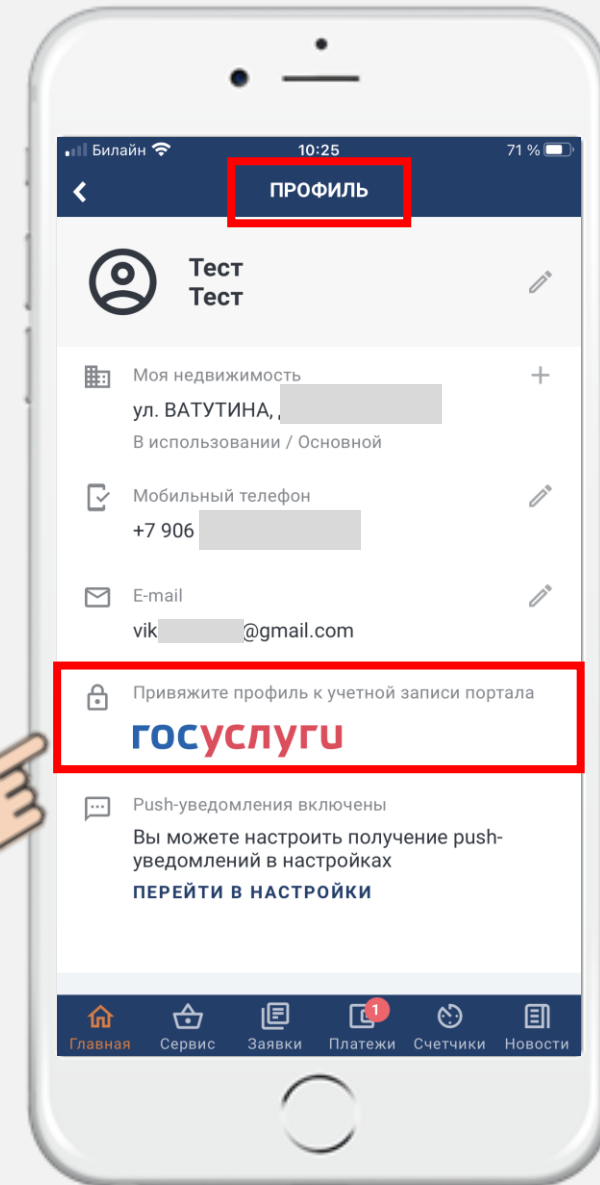 Билайн 10:25 71 %
ПРОФИЛЬ
Тест
Тест
Моя недвижимость
ул. ВАТУТИНА,
В использовании / Основной
Мобильный телефон
+7 906
E-mail
vik @gmail.com
Привяжите профиль к учетной записи портала
госуслуги
Push-уведомления включены
Вы можете настроить получение push-
уведомлений в настройках
ПЕРЕЙТИ В НАСТРОЙКИ
1
Главная Сервис Заявки Платежи Счетчики Новости